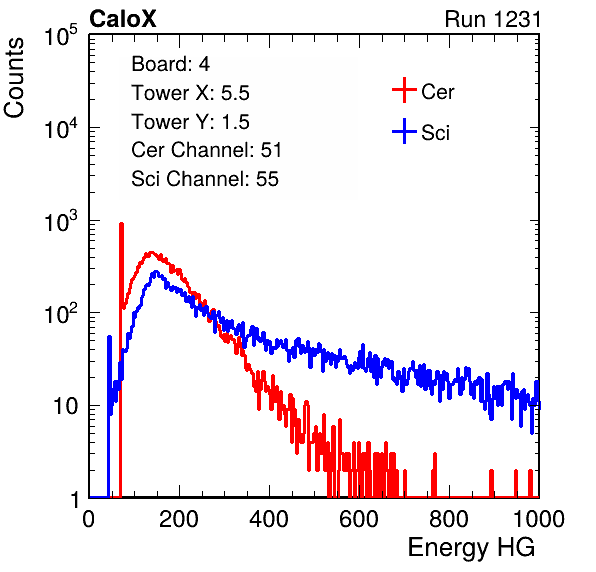 CaloX Run 1231
Counts
10^5
10^4
10^3
10^2
10
1
Board: 4
Tower X: 5.5
Tower Y: 1.5
Cer Channel: 51
Sci Channel: 55
Cer
Sci
0 200 400 600 800 1000
Energy HG